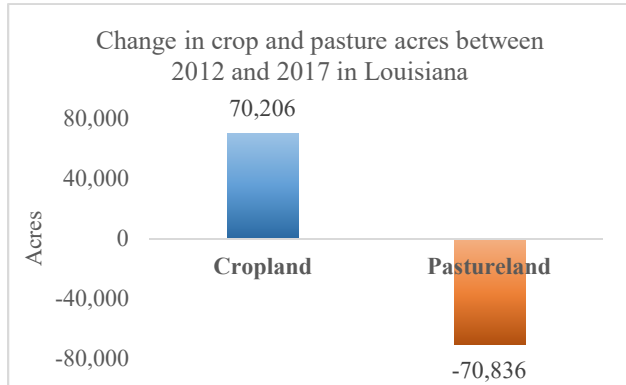 Change in crop and pasture acres between
2012 and 2017 in Louisiana
70,206
80,000
40,000
0
-40,000
-80,000
Acres
Cropland
Pastureland
-70,836